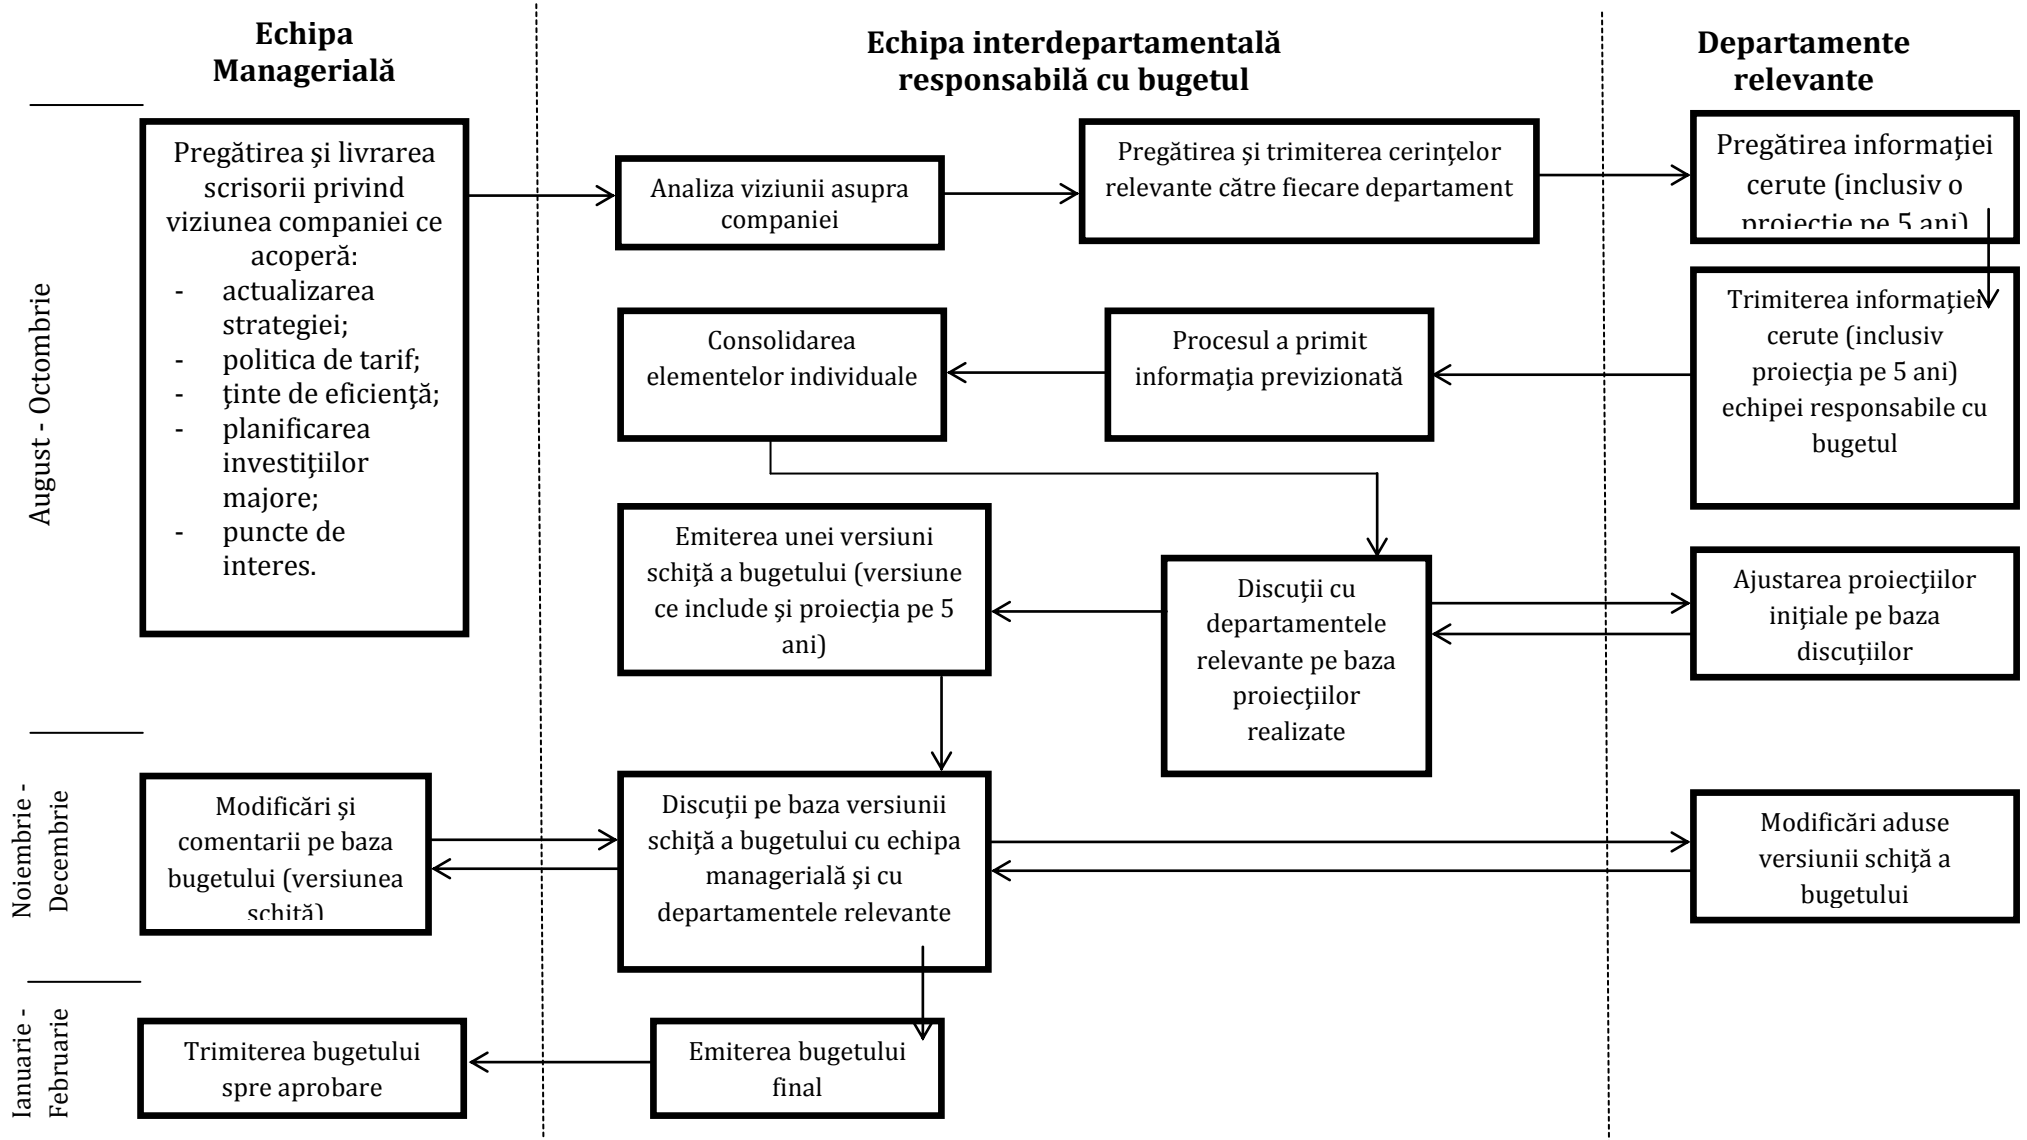 Echipa
Managerială
Echipa interdepartamentală
responsabilă cu bugetul
Departamente
relevante
August - Octombrie
Pregătirea şi livrarea
scrisorii privind
viziunea companiei ce
acoperă:
- actualizarea
strategiei;
- politica de tarif;
- ţinte de eficienţă;
- planificarea
investiţiilor
majore;
- puncte de
interes.
Analiza viziunii asupra
companiei
Pregătirea şi trimiterea cerinţelor
relevante către fiecare departament
Pregătirea informaţiei
cerute (inclusiv o
proiecţie pe 5 ani)
Consolidarea
elementelor individuale
Procesul a primit
informaţia previzionată
Trimiterea informaţiei
cerute (inclusiv
proiecţia pe 5 ani)
echipei responsabile cu
bugetul
Emiterea unei versiuni
schiţă a bugetului (versiune
ce include şi proiecţia pe 5
ani)
Discuţii cu
departamentele
relevante pe baza
proiecţiilor
realizate
Ajustarea proiecţiilor
iniţiale pe baza
discuţiilor
Noiembrie -
Decembrie
Modificări şi
comentarii pe baza
bugetului (versiunea
schiţă)
Discuţii pe baza versiunii
schiţă a bugetului cu echipa
managerială şi cu
departamentele relevante
Modificări aduse
versiunii schiţă a
bugetului
Ianuarie -
Februarie
Trimiterea bugetului
spre aprobare
Emiterea bugetului
final